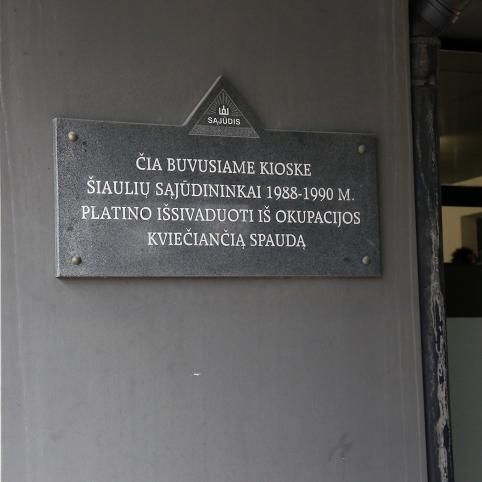 SĄJŪDIS
ČIA BUVUSIAME KIOSKE
ŠIAULIŲ SĄJŪDININKAI 1988-1990 M.
PLATINO IŠSIVADUOTI IŠ OKUPACIJOS
KVIEČIANČIĄ SPAUDĄ